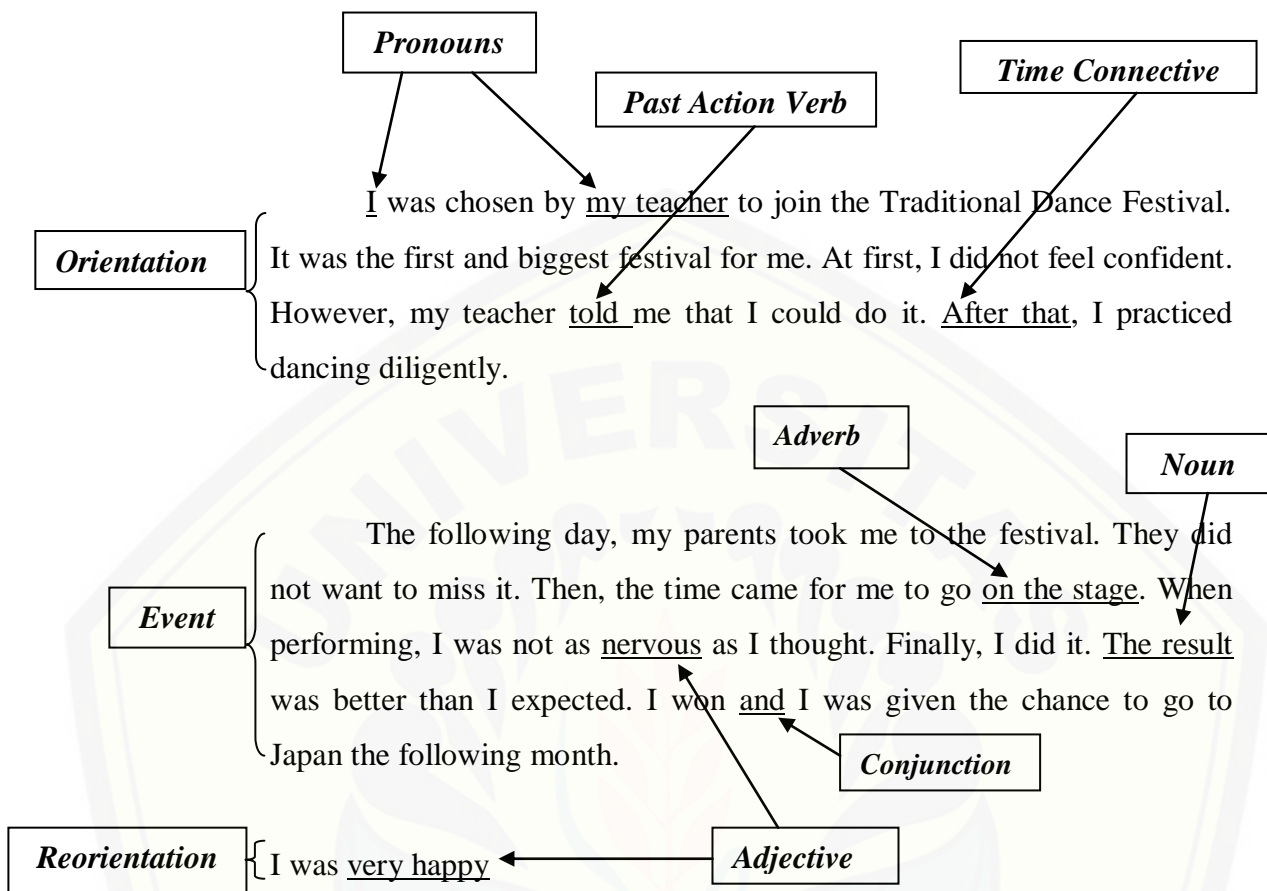 Pronouns
Time Connective
Past Action Verb
I was chosen by my teacher to join the Traditional Dance Festival.
Orientation
It was the first and biggest festival for me. At first, I did not feel confident.
However, my teacher told me that I could do it. After that, I practiced
dancing diligently.
Adverb
Noun
The following day, my parents took me to the festival. They did
not want to miss it. Then, the time came for me to go on the stage. When
Event
performing, I was not as nervous as I thought. Finally, I did it. The result
was better than I expected. I won and I was given the chance to go to
Japan the following month.
Conjunction
Reorientation
I was very happy
Adjective
UNIVERSITAS